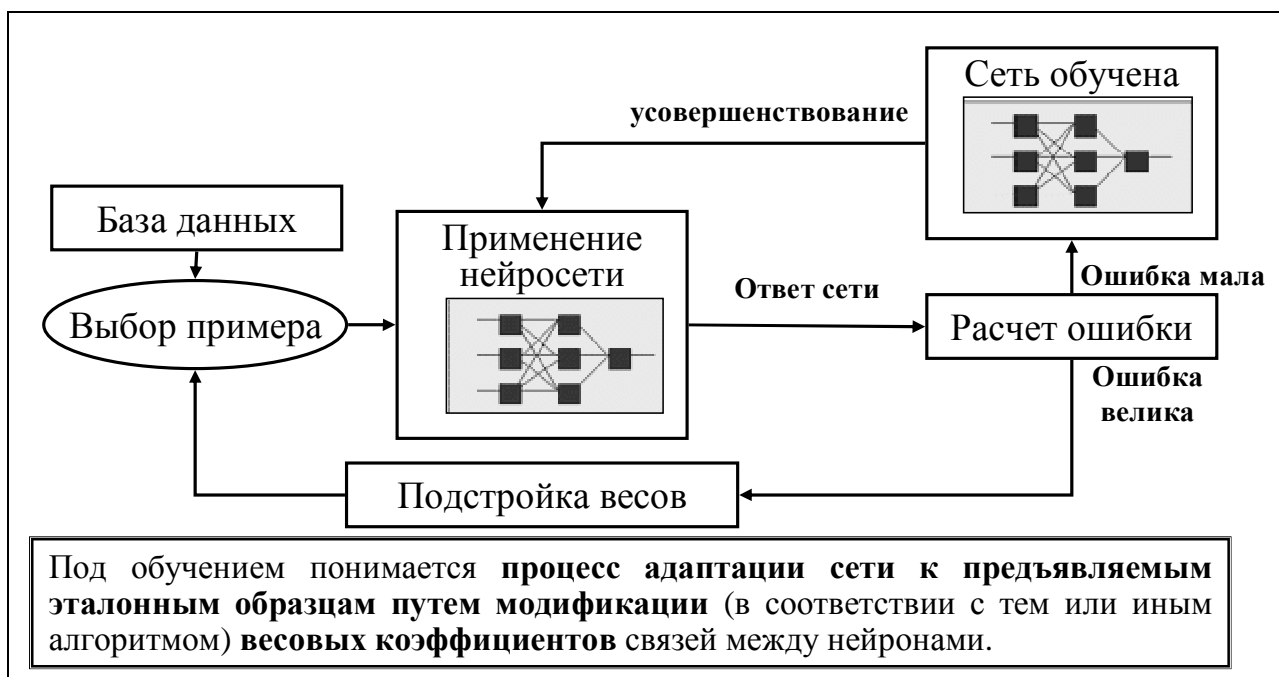 Сеть обучена
усовершенствование
База данных
Применение
нейросети
Выбор примера
Ответ сети
Ошибка мала
Расчет ошибки
Ошибка
велика
Подстройка весов
Под обучением понимается процесс адаптации сети к предъявляемым
эталонным образцам путем модификации (в соответствии с тем или иным
алгоритмом) весовых коэффициентов связей между нейронами.